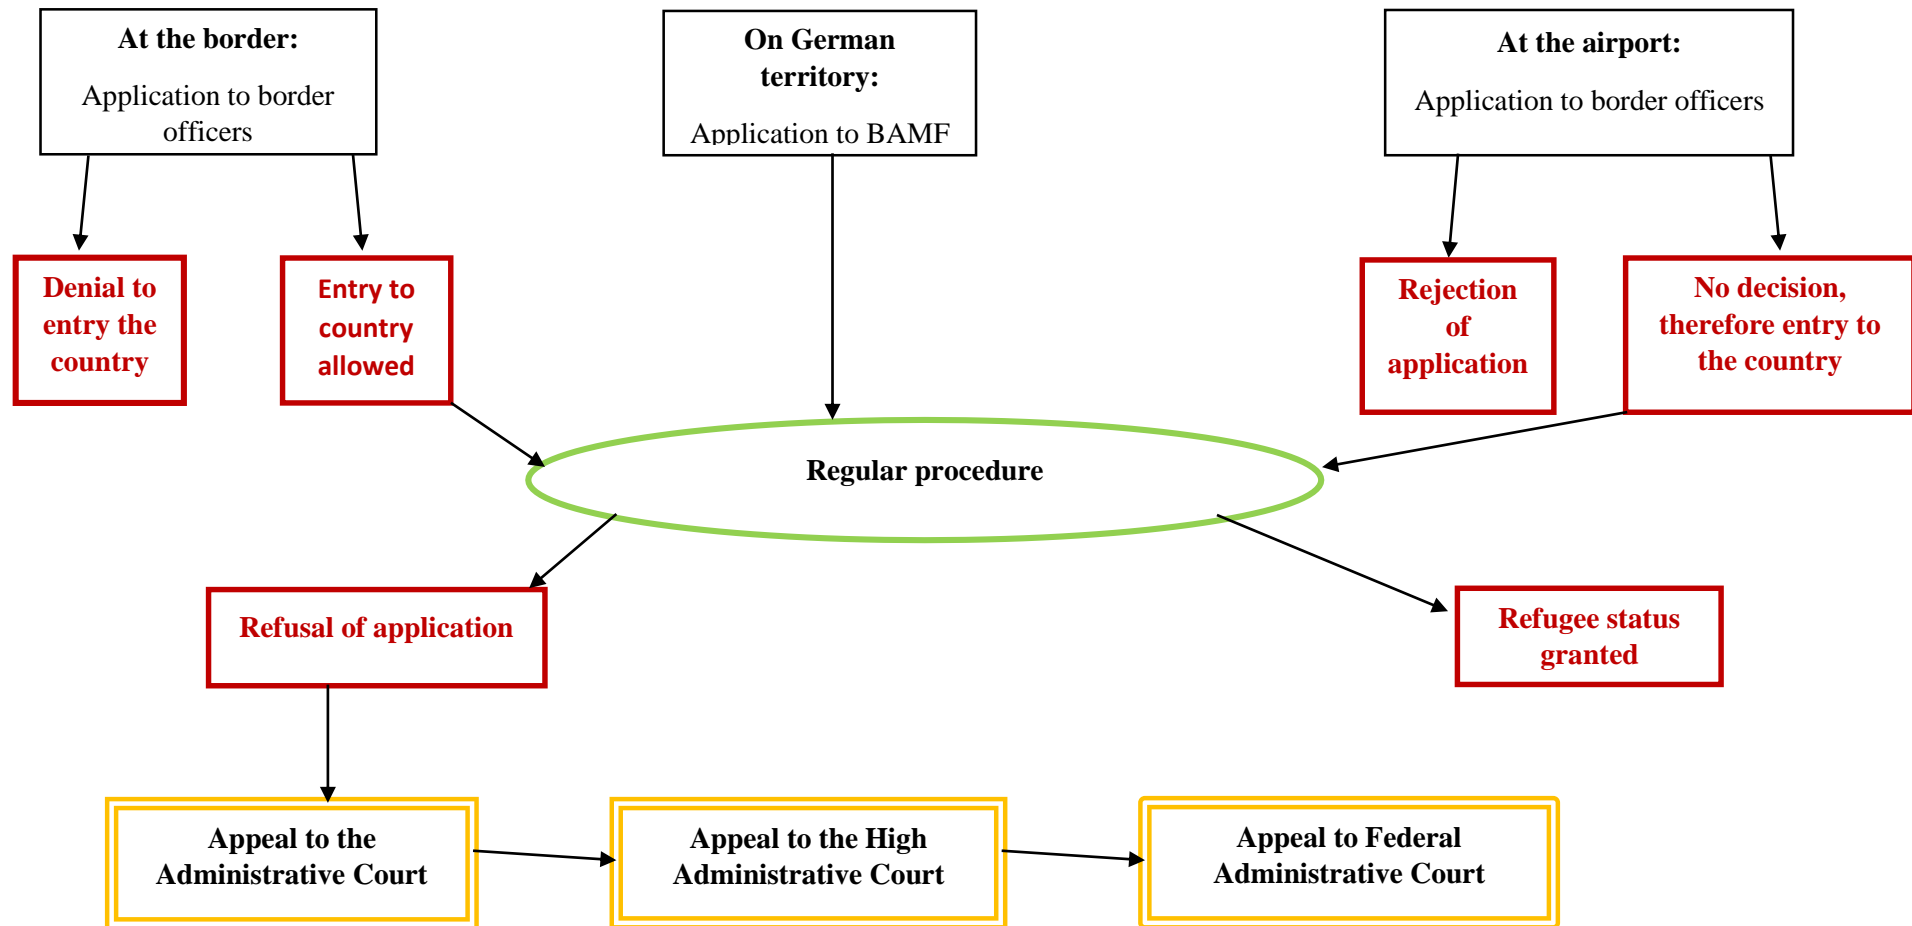 At the border:
Application to border
officers
On German
territory:
Application to BAMF
At the airport:
Application to border officers
Denial to
entry the
country
Entry to
country
allowed
Rejection
of
application
No decision,
therefore entry to
the country
Regular procedure
Refusal of application
Refugee status
granted
Appeal to the
Administrative Court
Appeal to the High
Administrative Court
Appeal to Federal
Administrative Court